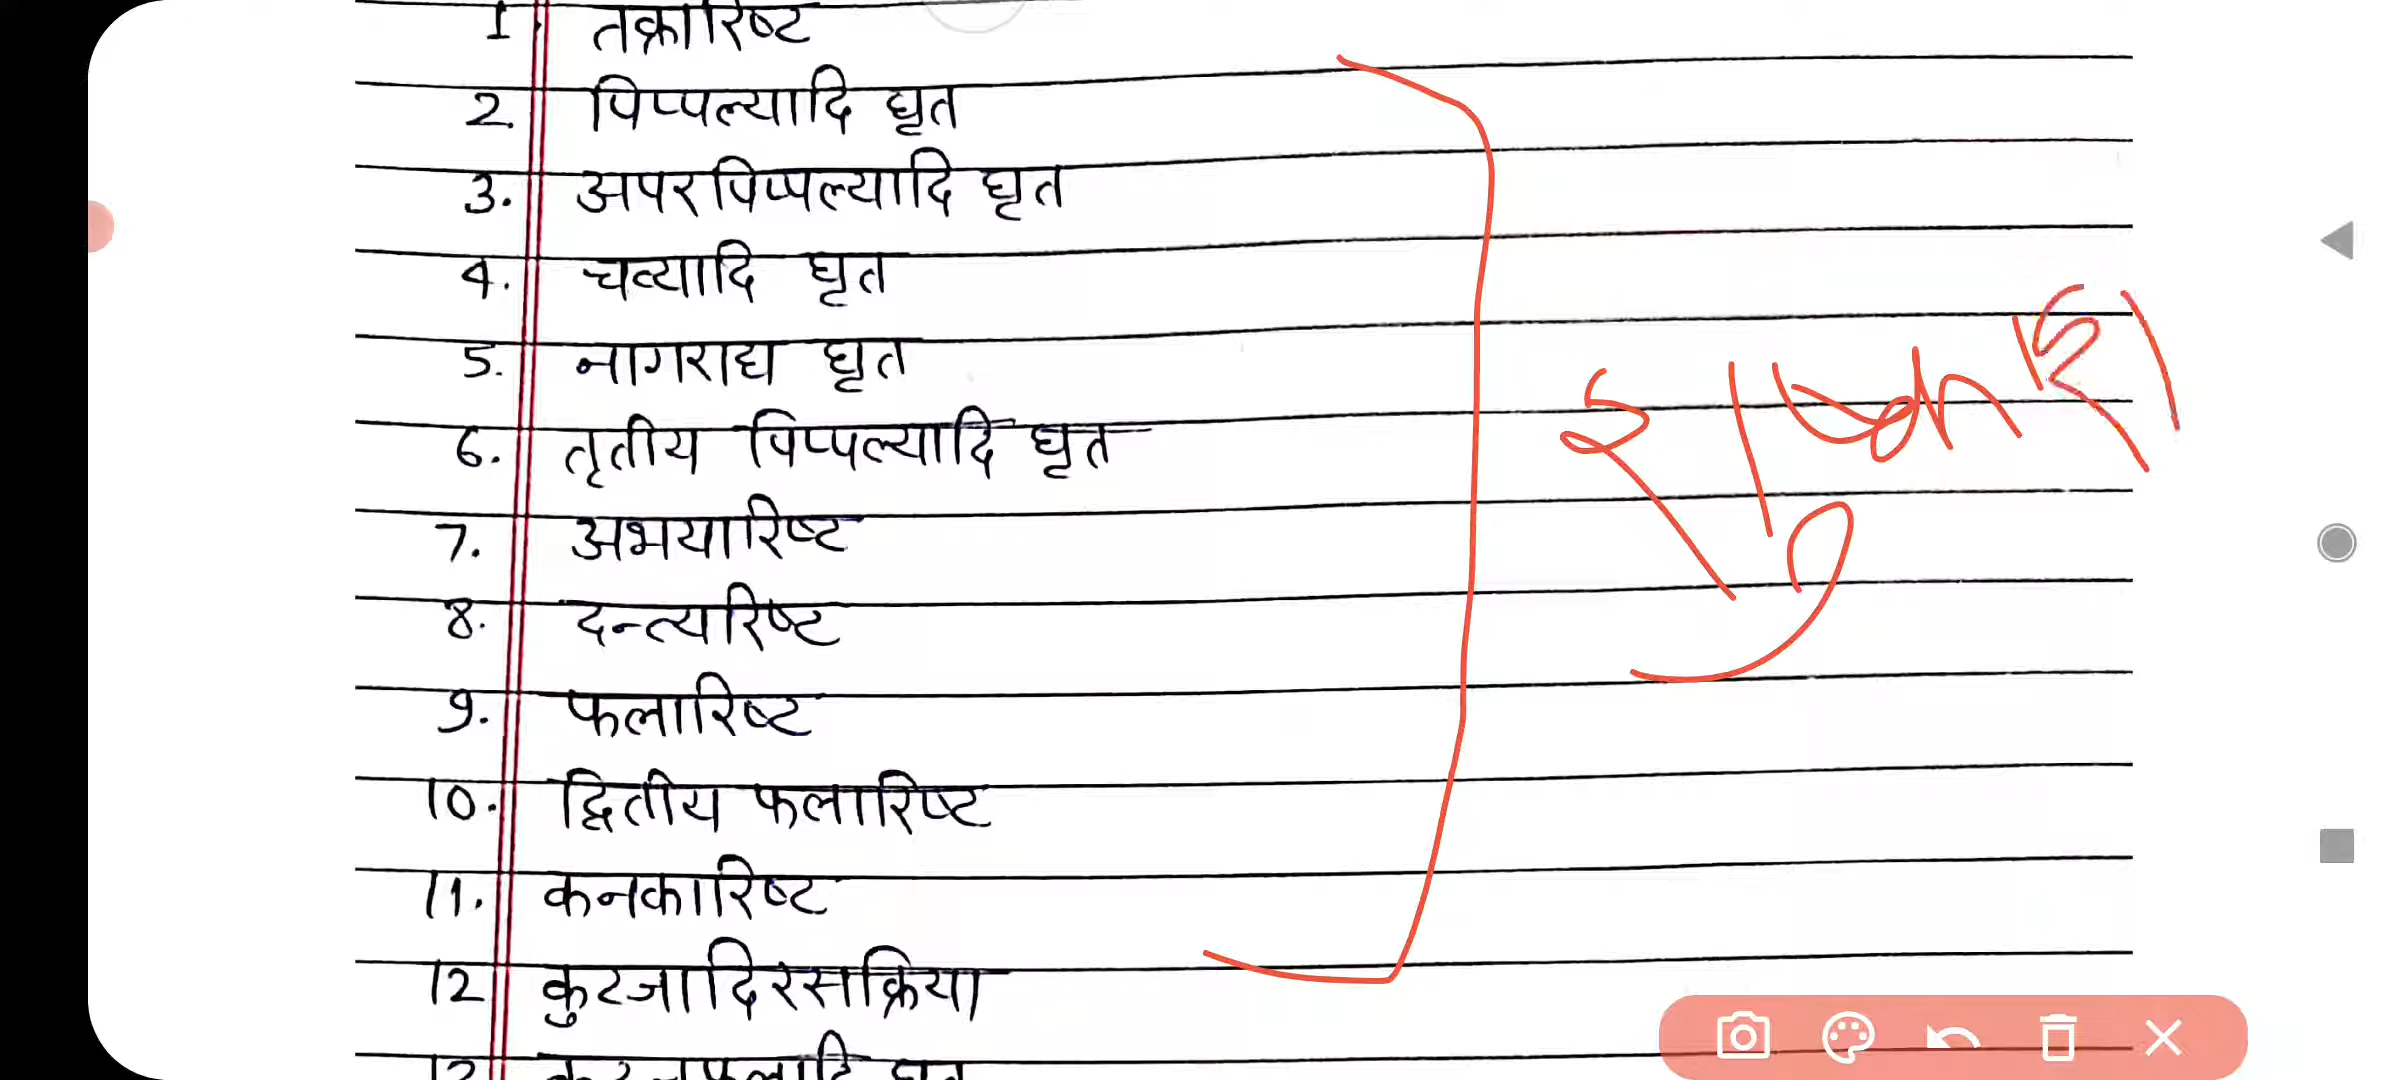 1. तक्रारिष्ट
2. पिप्पल्यादि घृत
3. अपरपिप्पल्यादि घृत
4. चव्यादि घृत
5. नागराद्य घृत
6. तृतीय पिप्पल्यादि घृत
7. अभयारिष्ट
8. दन्त्यरिष्ट
9. फलारिष्ट
10. द्वितीय फलारिष्ट
11. कनकारिष्ट
12 कुटजादिरसक्रिया